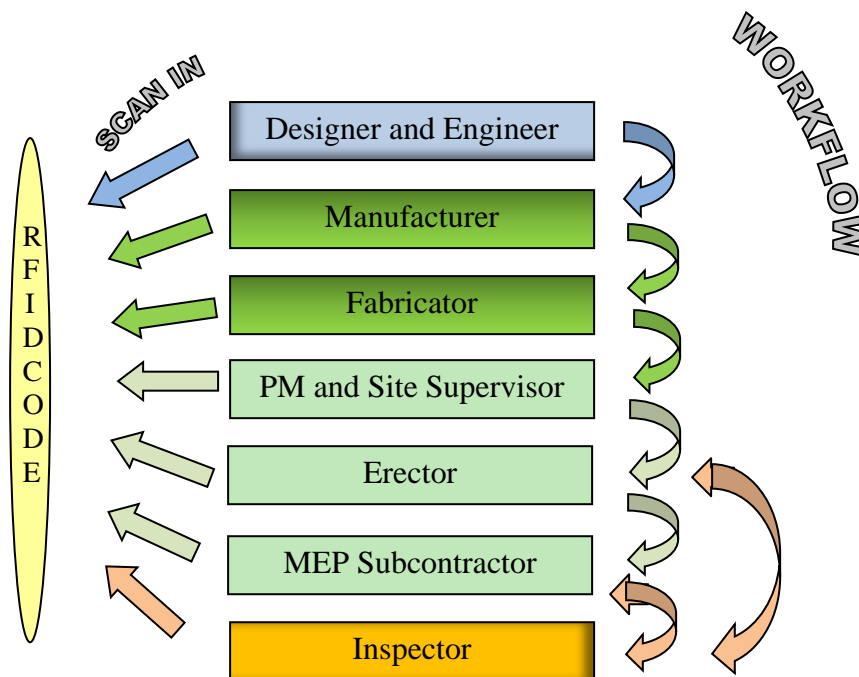 SCAN IN
WORKFLOW
Designer and Engineer
Manufacturer
Fabricator
PM and Site Supervisor
Erector
MEP Subcontractor
Inspector
RFIDCODE